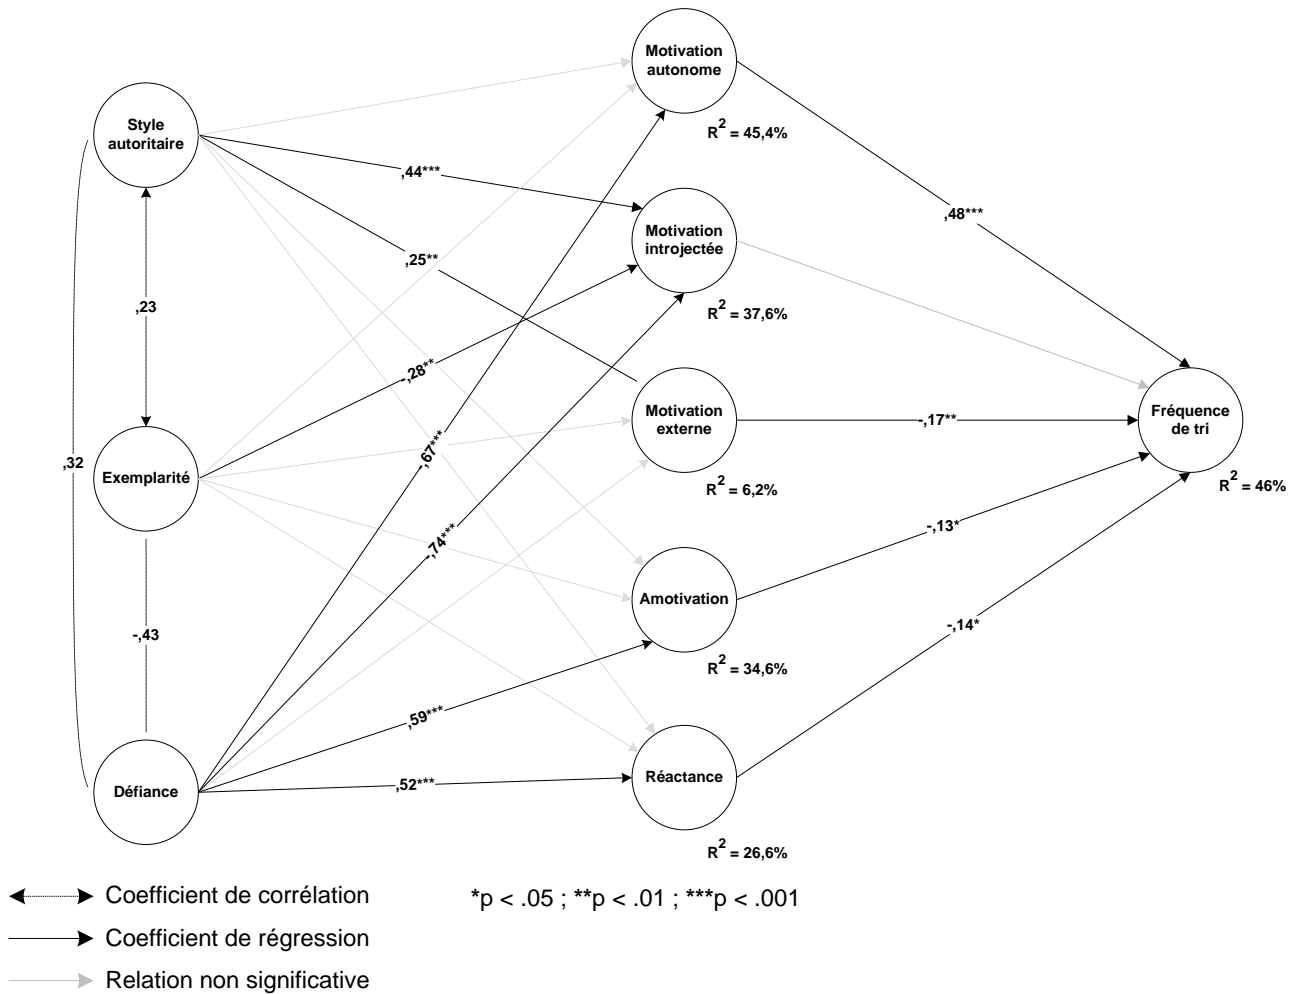 Motivation
autonome
R2 = 45,4%
Style
autoritaire
,44***
,48***
Motivation
introjectée
,25**
R2 = 37,6%
,23
-,28**
Motivation
externe
-,17**
Fréquence
de tri
R2 = 6,2%
R2 = 46%
,32
Exemplarité
-,67***
-,74***
-,13*
Amotivation
-,43
-,14*
R2 = 34,6%
,59***
Défiance
,52***
Réactance
R2 = 26,6%
Coefficient de corrélation
*p < .05 ; **p < .01 ; ***p < .001
Coefficient de régression
Relation non significative